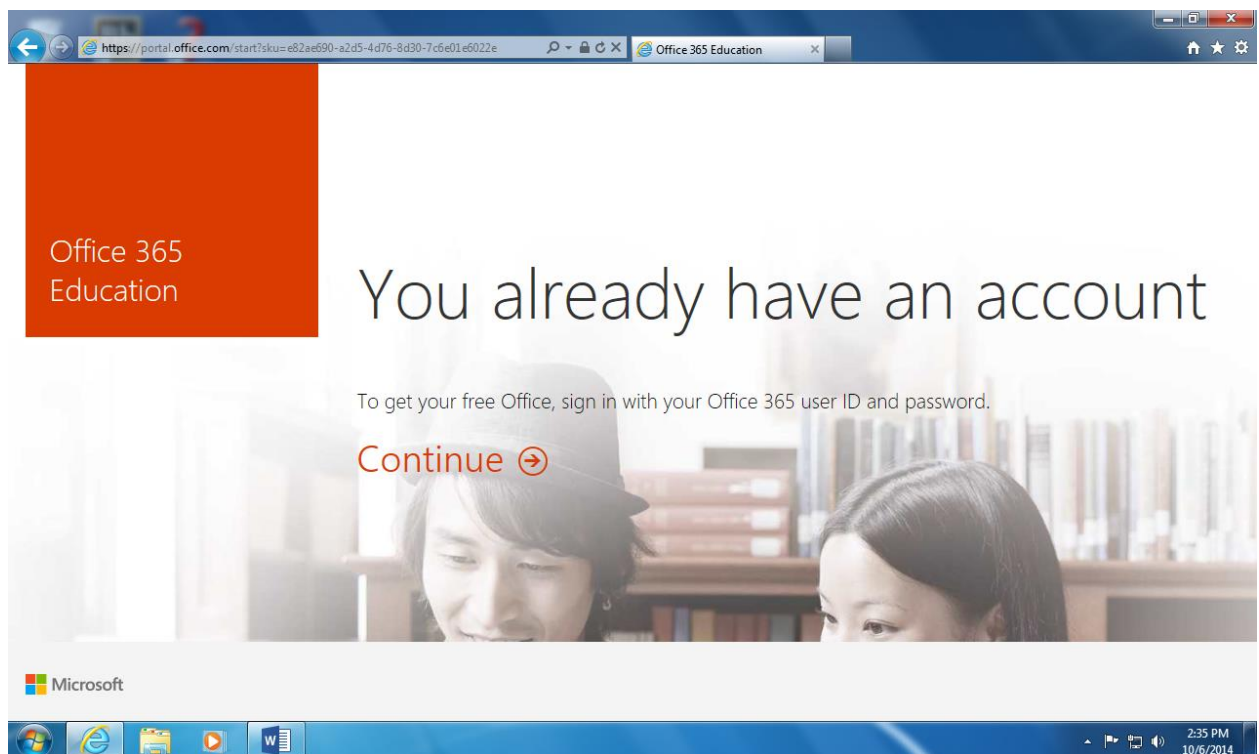 https://portal.office.com/start?sku=e82ae690-a2d5-4d76-8d30-7c6e01e6022e
Office 365 Education
Office 365
Education
You already have an account
To get your free Office, sign in with your Office 365 user ID and password.
Continue
Microsoft
W
2:35 PM
10/6/2014